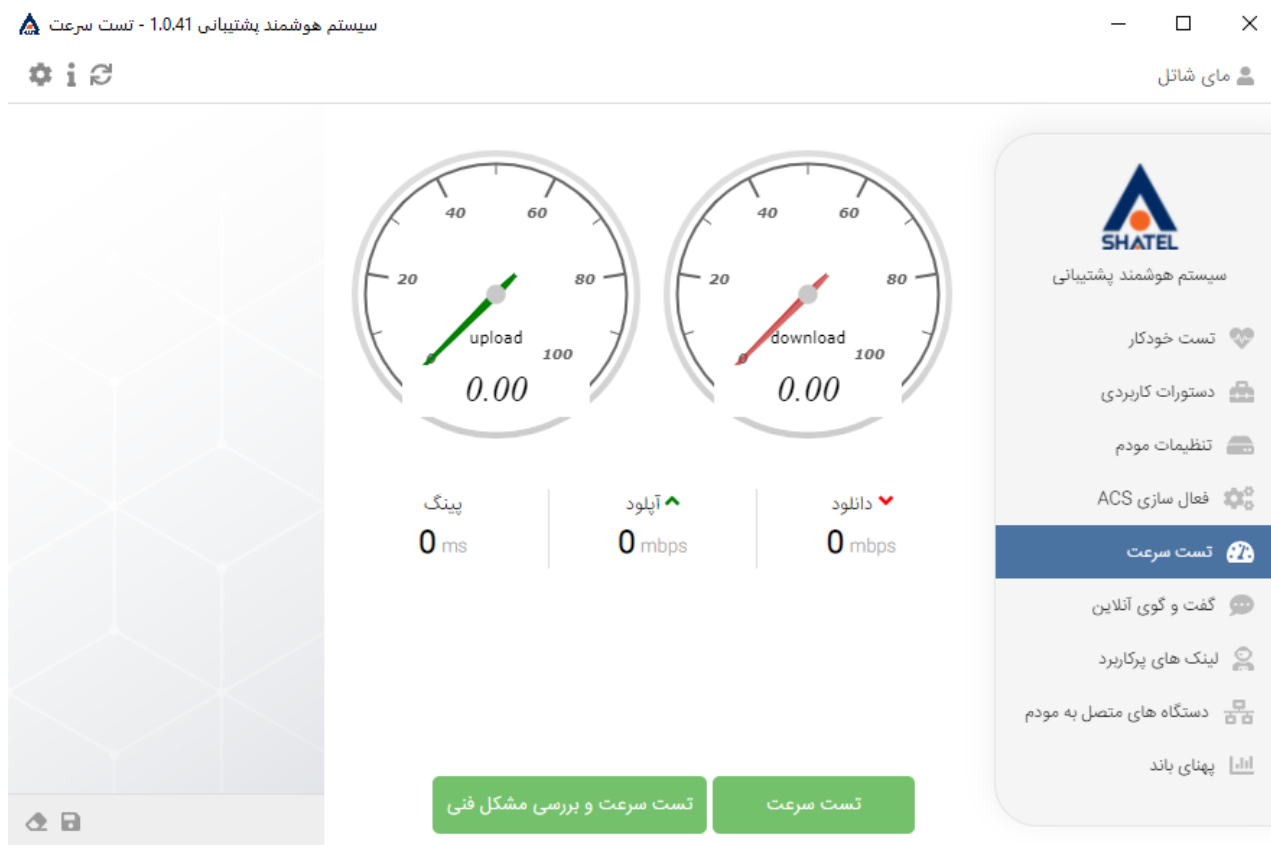 سیستم هوشمند پشتیبانی 1.0.41 - تست سرعت
مای شاتل
SHATEL
سیستم هوشمند پشتیبانی
تست خودکار
دستورات کاربردی
تنظیمات مودم
فعال سازی ACS
تست سرعت
گفت و گوی آنلاین
لینک های پرکاربرد
دستگاه های متصل به مودم
پهنای باند
0 20 40 60 80 100
download
0.00
0 20 40 60 80 100
upload
0.00
دانلود
0 mbps
آپلود
0 mbps
پینگ
0 ms
تست سرعت
تست سرعت و بررسی مشکل فنی